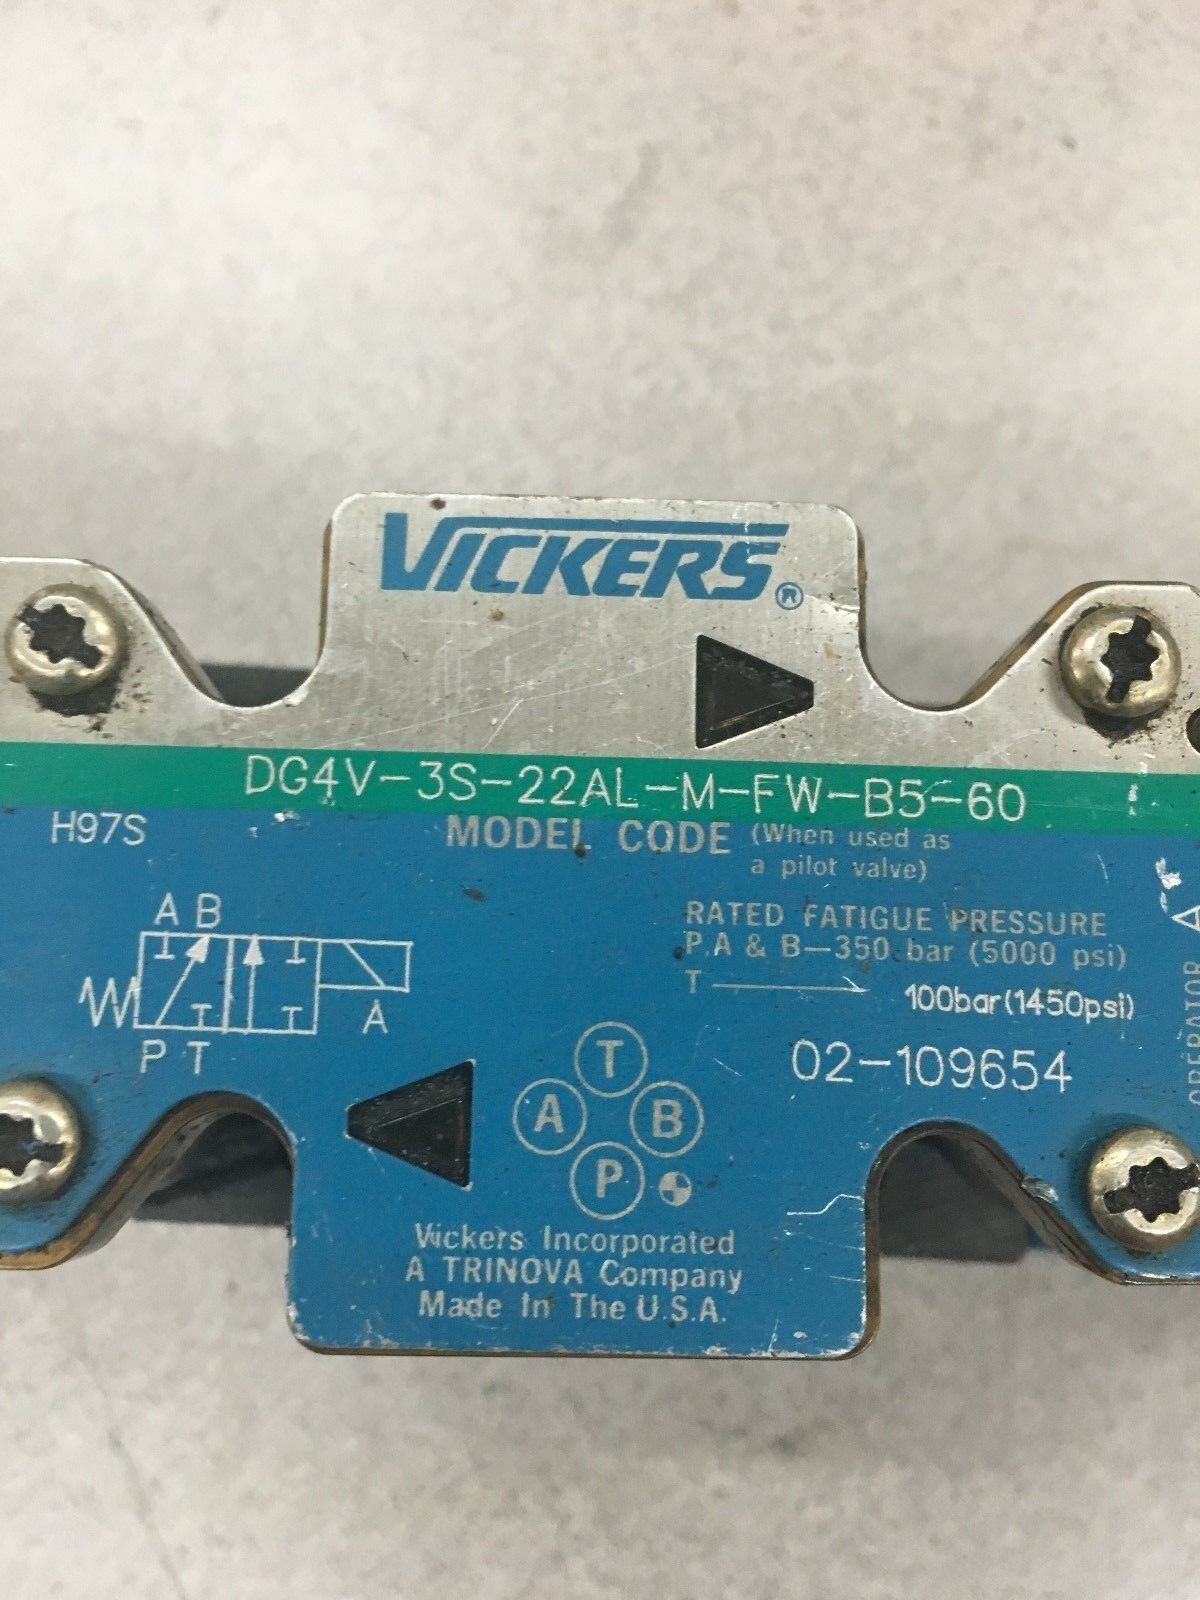 VICKERS®
DG4V-3S-22AL-M-FW-B5-60
H97S
MODEL CODE (When used as
a pilot valve)
A B
RATED FATIGUE PRESSURE
P,A & B—350 bar (5000 psi)
T 100bar(1450psi)
A
P T
02-109654
OPERATOR A
T
A B
P
Vickers Incorporated
A TRINOVA Company
Made In The U.S.A.